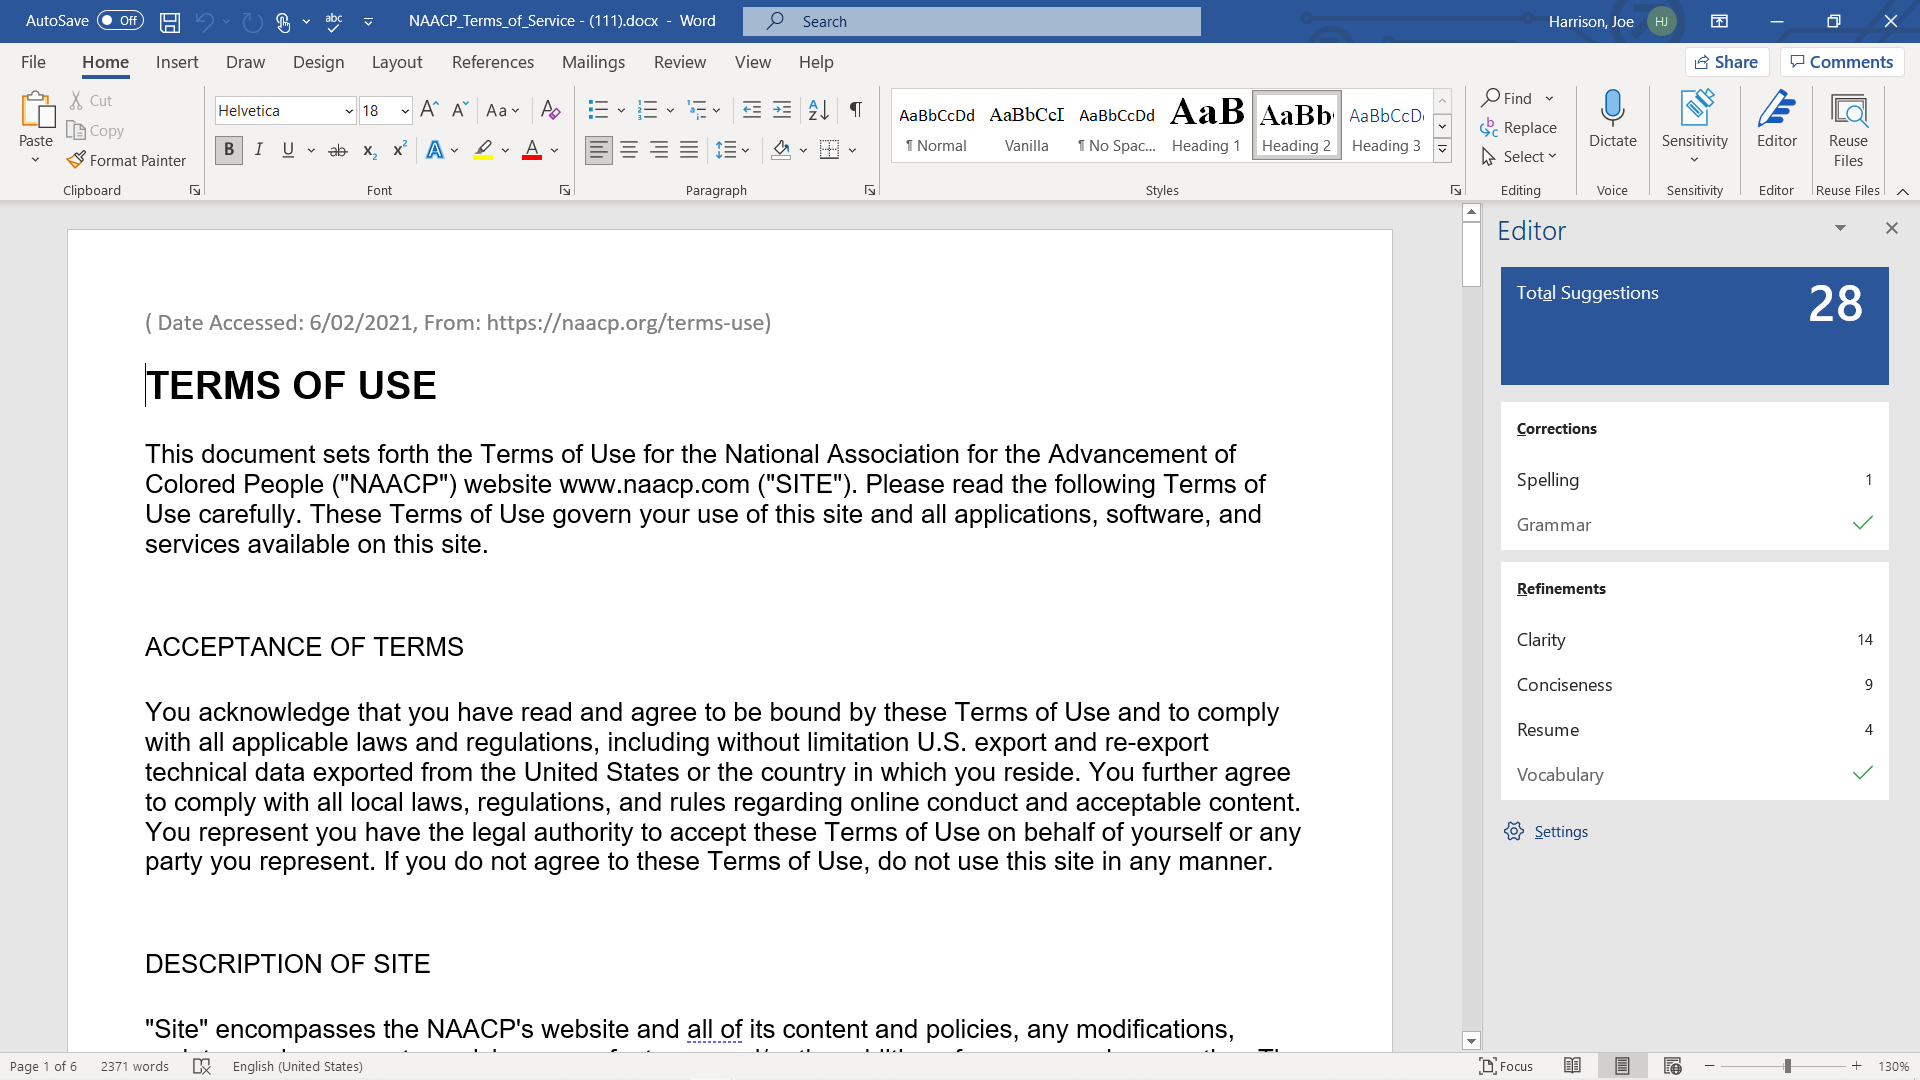 AutoSave Off abc NAACP_Terms_of_Service - (111).docx - Word Search Harrison, Joe HJ
File Home Insert Draw Design Layout References Mailings Review View Help Share Comments
Paste
Cut
Copy
Format Painter
Clipboard
Helvetica 18 A A Aa A
B I U ab x2 x2 A A
Font
Paragraph
AaBbCcDd ¶ Normal
AaBbCcI Vanilla
AaBbCcDd ¶ No Spac...
AaB Heading 1
AaBb Heading 2
AaBbCcD Heading 3
Styles
Find
Replace
Select
Editing
Dictate
Voice
Sensitivity
Sensitivity
Editor
Editor
Reuse
Files
Reuse Files
( Date Accessed: 6/02/2021, From: https://naacp.org/terms-use)
TERMS OF USE
This document sets forth the Terms of Use for the National Association for the Advancement of
Colored People ("NAACP") website www.naacp.com ("SITE"). Please read the following Terms of
Use carefully. These Terms of Use govern your use of this site and all applications, software, and
services available on this site.
ACCEPTANCE OF TERMS
You acknowledge that you have read and agree to be bound by these Terms of Use and to comply
with all applicable laws and regulations, including without limitation U.S. export and re-export
technical data exported from the United States or the country in which you reside. You further agree
to comply with all local laws, regulations, and rules regarding online conduct and acceptable content.
You represent you have the legal authority to accept these Terms of Use on behalf of yourself or any
party you represent. If you do not agree to these Terms of Use, do not use this site in any manner.
DESCRIPTION OF SITE
"Site" encompasses the NAACP's website and all of its content and policies, any modifications,
Editor
Total Suggestions 28
Corrections
Spelling 1
Grammar
Refinements
Clarity 14
Conciseness 9
Resume 4
Vocabulary
Settings
Page 1 of 6 2371 words English (United States) Focus 130%